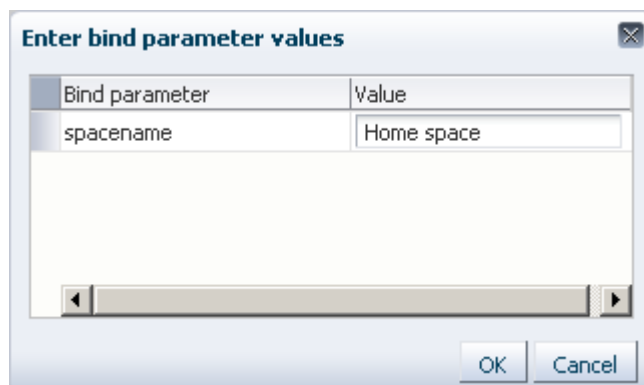 Enter bind parameter values
Bind parameter Value
spacename Home space
OK Cancel